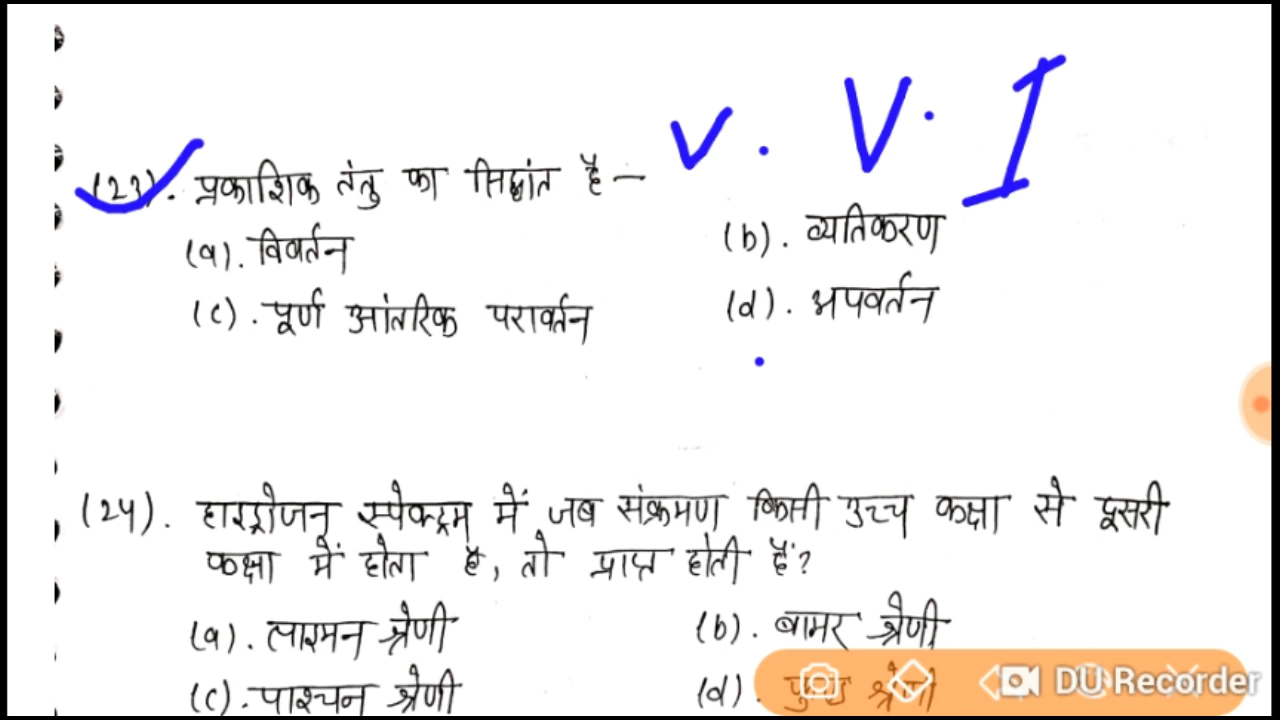 V. V. I
(23). प्रकाशिक तंतु का सिद्धांत है —
(a). विवर्तन (b). व्यतिकरण
(c). पूर्ण आंतरिक परावर्तन (d). अपवर्तन
(24). हाइड्रोजन स्पेक्ट्रम में जब संक्रमण किसी उच्च कक्षा से दूसरी
कक्षा में होता है, तो प्राप्त होती है?
(a). लाइमन श्रेणी (b). बामर श्रेणी
(c). पाश्चन श्रेणी (d). श्रेणी
DU Recorder